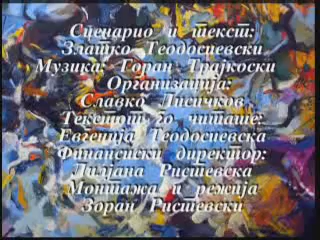 Сценарио и текст:
Златко Теодосиевски
Музика: Горан Трајкоски
Организација:
Славко Лисичков
Текстот го читаше:
Евгенија Теодосиевска
Финансиски директор:
Лилјана Ристевска
Монтажа и режија
Зоран Ристевски